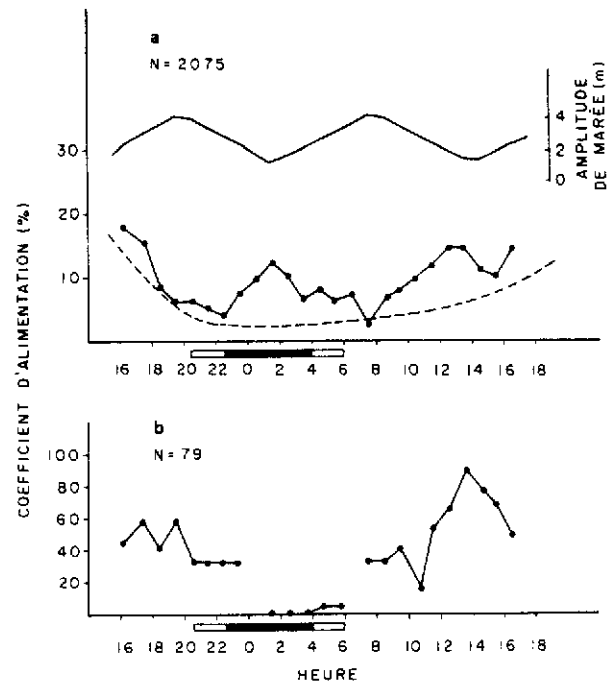 a
N = 2075
30
20
10
4
2
0
AMPLITUDE
DE MARÉE (m)
16 18 20 22 0 2 4 6 8 10 12 14 16 18
COEFFICIENT D'ALIMENTATION (%)
b
N = 79
100
80
60
40
20
16 18 20 22 0 2 4 6 8 10 12 14 16 18
HEURE